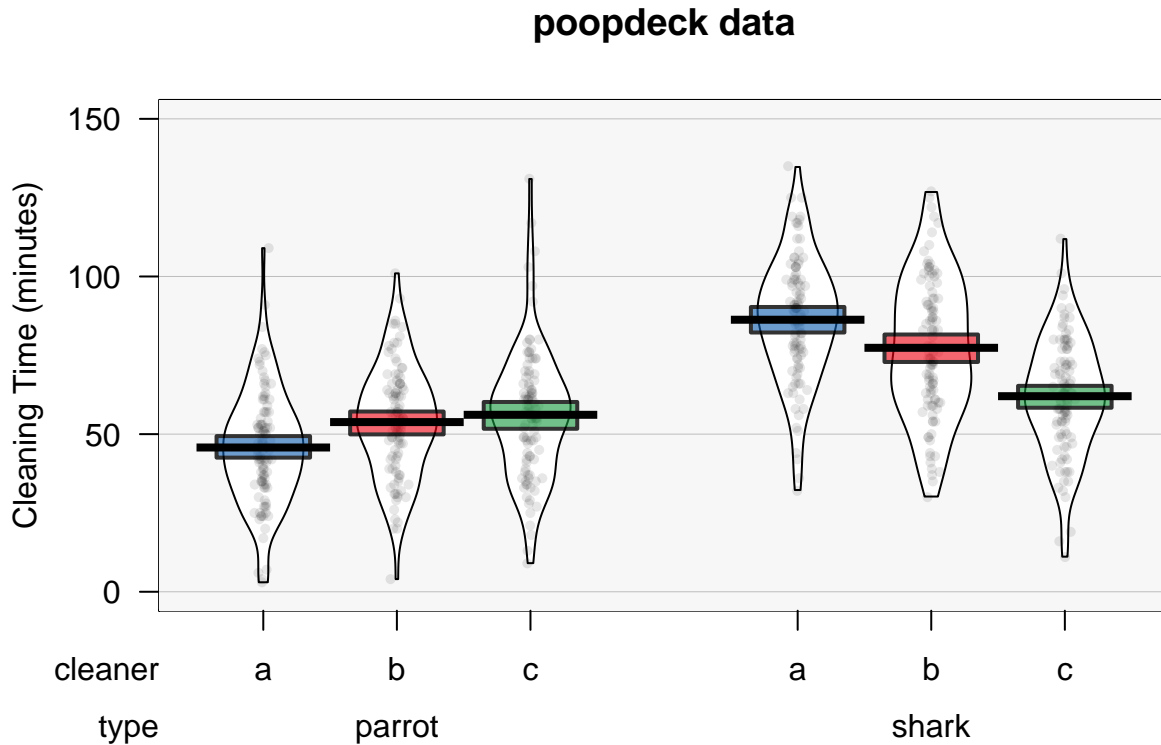 poopdeck data
Cleaning Time (minutes)
150
100
50
0
cleaner a b c a b c
type parrot shark